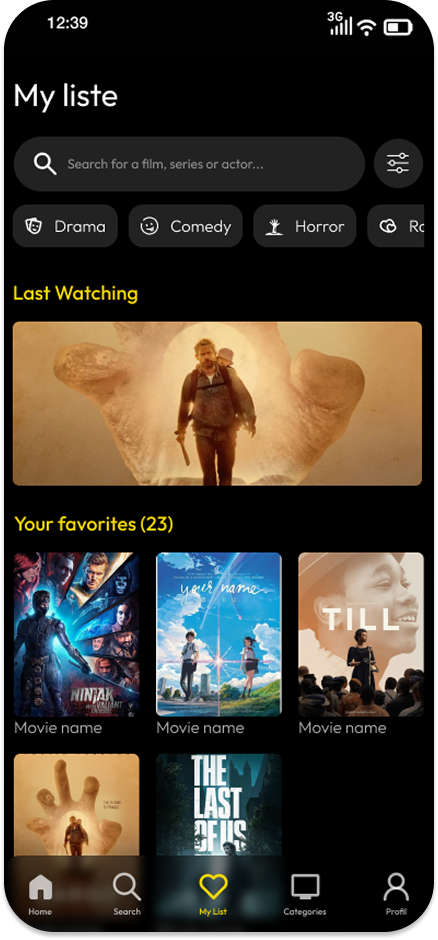 12:39
3G
My liste
Search for a film, series or actor...
Drama
Comedy
Horror
Last Watching
Your favorites (23)
your name.
TILL
NINJAK
VALIANT
Movie name
Movie name
Movie name
THE
LAST
OF US
Home
Search
My List
Categories
Profil